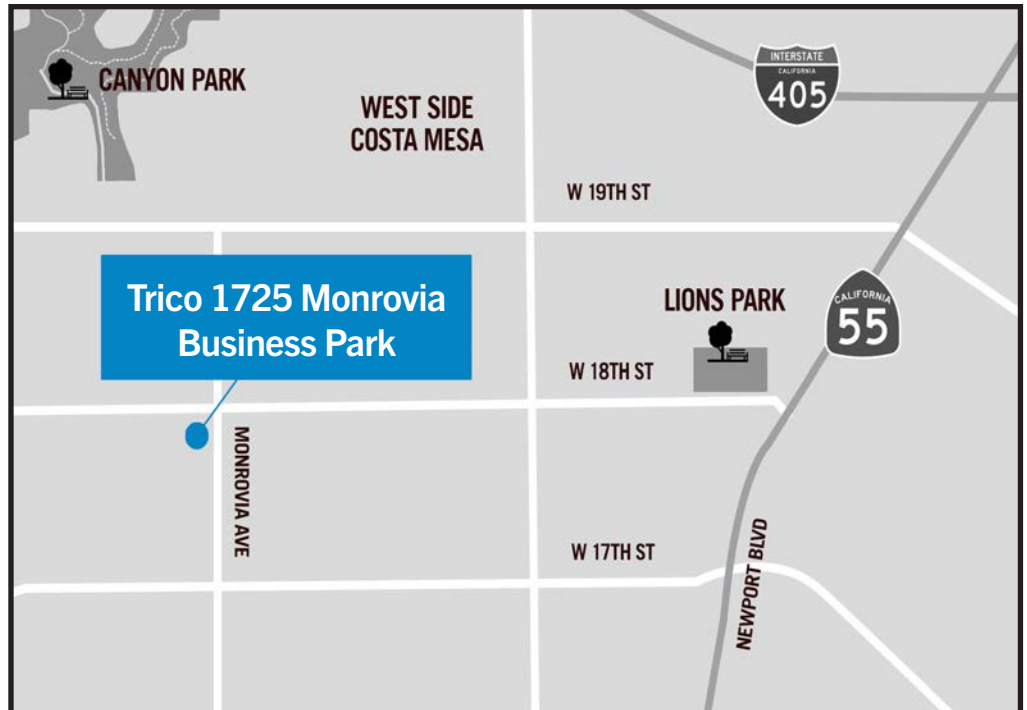 CANYON PARK
WEST SIDE
COSTA MESA
INTERSTATE
CALIFORNIA
405
W 19TH ST
Trico 1725 Monrovia
Business Park
LIONS PARK
CALIFORNIA
55
W 18TH ST
MONROVIA AVE
W 17TH ST
NEWPORT BLVD